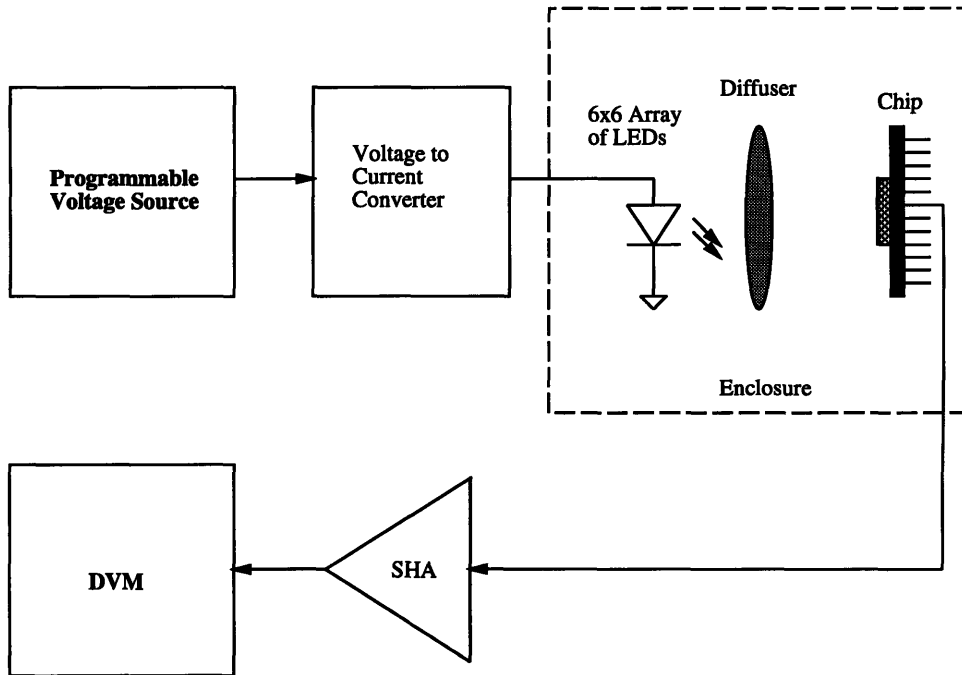 Diffuser
Chip
6x6 Array
of LEDs
Programmable
Voltage Source
Voltage to
Current
Converter
Enclosure
DVM
SHA